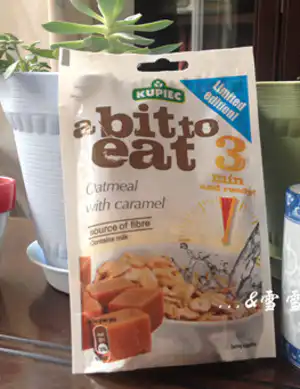 KUPIEC
Limited
edition!
a bit to
eat
3
min
and ready
Oatmeal
with caramel
source of fibre
Contains milk
...&雪 雪